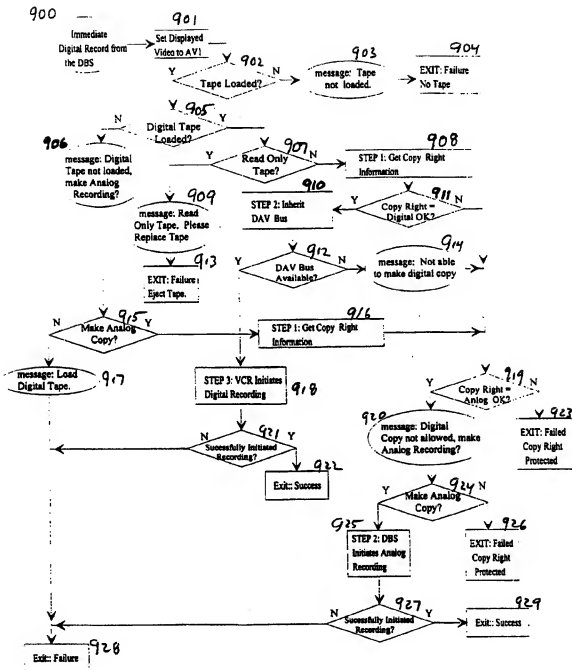 900
Immediate
Digital Record from
the DBS
901
Set Displayed
Video to AV1
902
Y
N
Tape Loaded?
903
message: Tape
not loaded.
904
EXIT: Failure
No Tape
905
N
Y
Digital Tape
Loaded?
906
message: Digital
Tape not loaded,
make Analog
Recording?
907
Y
N
Read Only
Tape?
908
STEP 1: Get Copy Right
Information
909
message: Read
Only Tape. Please
Replace Tape
910
STEP 2: Inherit
DAV Bus
911
Y
N
Copy Right =
Digital OK?
912
Y
N
DAV Bus
Available?
913
EXIT: Failure
Eject Tape.
914
message: Not able
to make digital copy
915
N
Y
Make Analog
Copy?
916
STEP 1: Get Copy Right
Information
917
message: Load
Digital Tape.
918
STEP 3: VCR Initiates
Digital Recording
919
Y
N
Copy Right =
Anlog OK?
920
message: Digital
Copy not allowed, make
Analog Recording?
921
N
Y
Sucessfully Initiated
Recording?
922
Exit:: Success
923
EXIT: Failed
Copy Right
Protected
924
Y
N
Make Analog
Copy?
925
STEP 2: DBS
Initiates Analog
Recording
926
EXIT: Failed
Copy Right
Protected
927
N
Y
Sucessfully Initiated
Recording?
929
Exit:: Success
928
Exit:: Failure